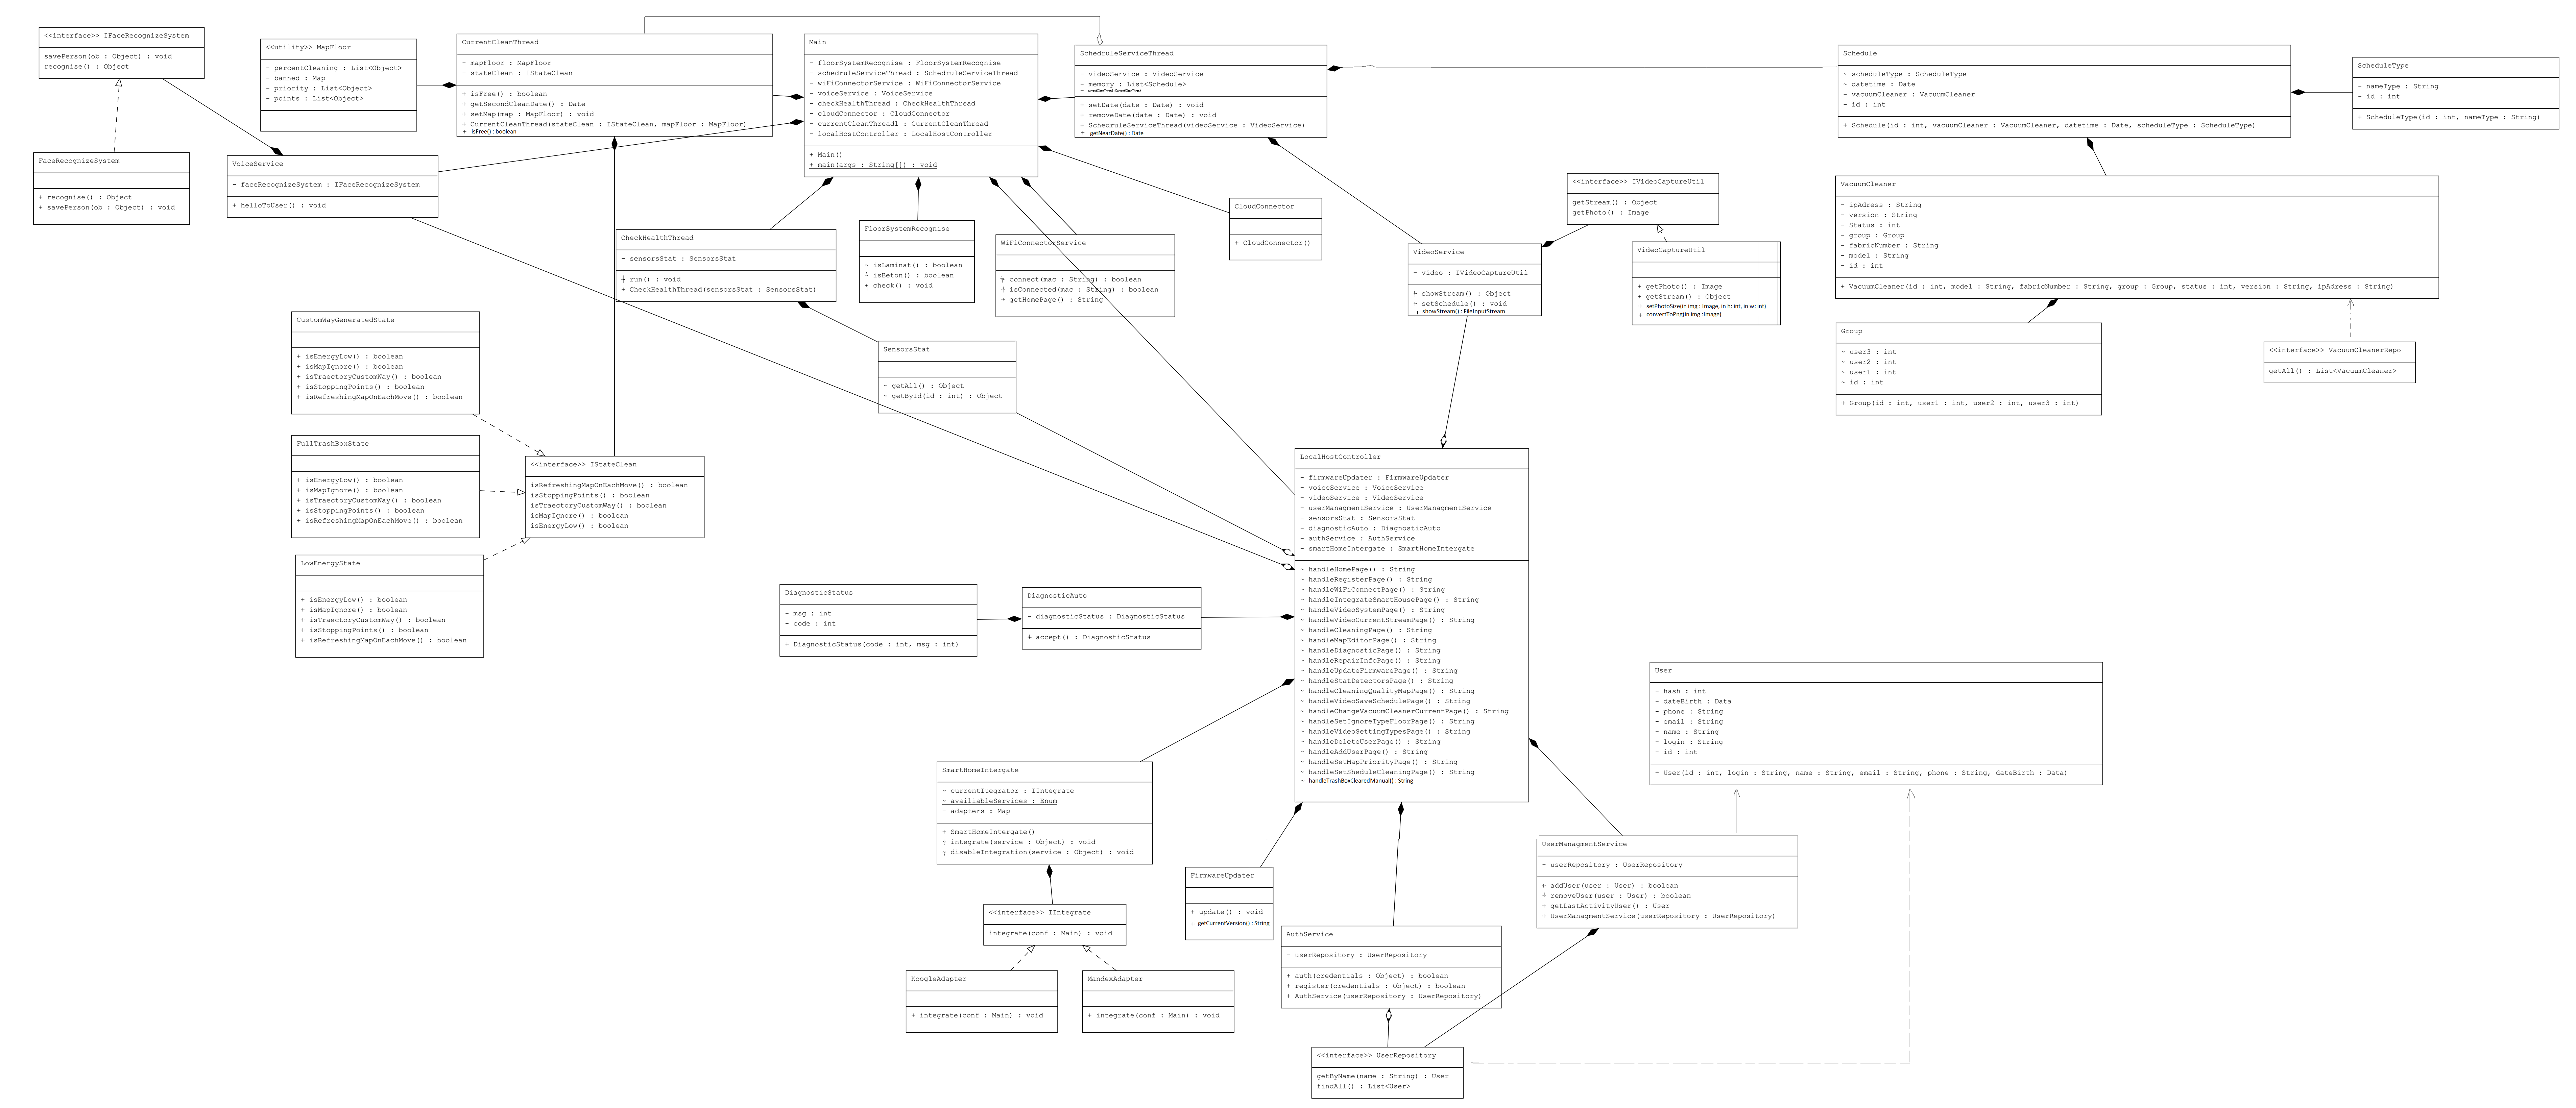 <<interface>> IFaceRecognizeSystem
savePerson(ob : Object) : void
recognise() : Object
<<utility>> MapFloor
- percentCleaning : List<Object>
- banned : Map
- priority : List<Object>
- points : List<Object>
CurrentCleanThread
- mapFloor : MapFloor
- stateClean : IStateClean
+ isFree() : boolean
+ getSecondCleanDate() : Date
+ setMap(map : MapFloor) : void
+ CurrentCleanThread(stateClean : IStateClean, mapFloor : MapFloor)
+ isFree() : boolean
Main
- floorSystemRecognise : FloorSystemRecognise
- schedruleServiceThread : SchedruleServiceThread
- wiFiConnectorService : WiFiConnectorService
- voiceService : VoiceService
- checkHealthThread : CheckHealthThread
- cloudConnector : CloudConnector
- currentCleanThreadl : CurrentCleanThread
- localHostController : LocalHostController
+ Main()
+ main(args : String[]) : void
SchedruleServiceThread
- videoService : VideoService
- memory : List<Schedule>
+ setDate(date : Date) : void
+ removeDate(date : Date) : void
+ SchedruleServiceThread(videoService : VideoService)
+ getNearDate() : Date
Schedule
- scheduleType : ScheduleType
- datetime : Date
- vacuumCleaner : VacuumCleaner
- id : int
+ Schedule(id : int, vacuumCleaner : VacuumCleaner, datetime : Date, scheduleType : ScheduleType)
ScheduleType
- nameType : String
- id : int
+ ScheduleType(id : int, nameType : String)
FaceRecognizeSystem
+ recognise() : Object
+ savePerson(ob : Object) : void
VoiceService
- faceRecognizeSystem : IFaceRecognizeSystem
+ helloToUser() : void
CheckHealthThread
- sensorsStat : SensorsStat
+ run() : void
+ CheckHealthThread(sensorsStat : SensorsStat)
FloorSystemRecognise
+ isLaminat() : boolean
+ isBeton() : boolean
+ check() : void
WiFiConnectorService
+ connect(mac : String) : boolean
+ isConnected(mac : String) : boolean
+ getHomePage() : String
CloudConnector
+ CloudConnector()
VideoService
- video : IVideoCaptureUtil
+ showStream() : Object
+ setSchedule() : void
+ showStream() : FileInputStream
<<interface>> IVideoCaptureUtil
getStream() : Object
getPhoto() : Image
VideoCaptureUtil
+ getPhoto() : Image
+ getStream() : Object
+ setPhotoSize(in img : Image, in h: int, in w: int)
+ convertToPng(in img :Image)
VacuumCleaner
- ipAdress : String
- version : String
- Status : int
- group : Group
- fabricNumber : String
- model : String
- id : int
+ VacuumCleaner(id : int, model : String, fabricNumber : String, group : Group, status : int, version : String, ipAdress : String)
Group
~ user3 : int
~ user2 : int
~ user1 : int
~ id : int
+ Group(id : int, user1 : int, user2 : int, user3 : int)
<<interface>> VacuumCleanerRepo
getAll() : List<VacuumCleaner>
CustomWayGeneratedState
+ isEnergyLow() : boolean
+ isMapIgnore() : boolean
+ isTraectoryCustomWay() : boolean
+ isStoppingPoints() : boolean
+ isRefreshingMapOnEachMove() : boolean
SensorsStat
~ getAll() : Object
~ getById(id : int) : Object
FullTrashBoxState
+ isEnergyLow() : boolean
+ isMapIgnore() : boolean
+ isTraectoryCustomWay() : boolean
+ isStoppingPoints() : boolean
+ isRefreshingMapOnEachMove() : boolean
<<interface>> IStateClean
isRefreshingMapOnEachMove() : boolean
isStoppingPoints() : boolean
isTraectoryCustomWay() : boolean
isMapIgnore() : boolean
isEnergyLow() : boolean
LowEnergyState
+ isEnergyLow() : boolean
+ isMapIgnore() : boolean
+ isTraectoryCustomWay() : boolean
+ isStoppingPoints() : boolean
+ isRefreshingMapOnEachMove() : boolean
LocalHostController
- firmwareUpdater : FirmwareUpdater
- voiceService : VoiceService
- videoService : VideoService
- userManagmentService : UserManagmentService
- sensorsStat : SensorsStat
- diagnosticAuto : DiagnosticAuto
- authService : AuthService
- smartHomeIntergate : SmartHomeIntergate
~ handleHomePage() : String
~ handleRegisterPage() : String
~ handleWiFiConnectPage() : String
~ handleIntegrateSmartHousePage() : String
~ handleVideoSystemPage() : String
~ handleVideoCurrentStreamPage() : String
~ handleCleaningPage() : String
~ handleMapEditorPage() : String
~ handleDiagnosticPage() : String
~ handleRepairInfoPage() : String
~ handleUpdateFirmwarePage() : String
~ handleStatDetectorsPage() : String
~ handleCleaningQualityMapPage() : String
~ handleVideoSaveSchedulePage() : String
~ handleChangeVacuumCleanerCurrentPage() : String
~ handleSetIgnoreTypeFloorPage() : String
~ handleVideoSettingTypesPage() : String
~ handleDeleteUserPage() : String
~ handleAddUserPage() : String
~ handleSetMapPriorityPage() : String
~ handleSetSheduleCleaningPage() : String
~ handleTrashBoxClearedManual() : String
DiagnosticStatus
- msg : int
- code : int
+ DiagnosticStatus(code : int, msg : int)
DiagnosticAuto
- diagnosticStatus : DiagnosticStatus
+ accept() : DiagnosticStatus
User
- hash : int
- dateBirth : Data
- phone : String
- email : String
- name : String
- login : String
- id : int
+ User(id : int, login : String, name : String, email : String, phone : String, dateBirth : Data)
SmartHomeIntergate
~ currentItegrator : IIntegrate
~ availiableServices : Enum
- adapters : Map
+ SmartHomeIntergate()
+ integrate(service : Object) : void
+ disableIntegration(service : Object) : void
FirmwareUpdater
+ update() : void
+ getCurrentVersion() : String
UserManagmentService
- userRepository : UserRepository
+ addUser(user : User) : boolean
+ removeUser(user : User) : boolean
+ getLastActivityUser() : User
+ UserManagmentService(userRepository : UserRepository)
<<interface>> IIntegrate
integrate(conf : Main) : void
AuthService
- userRepository : UserRepository
+ auth(credentials : Object) : boolean
+ register(credentials : Object) : boolean
+ AuthService(userRepository : UserRepository)
KoogleAdapter
+ integrate(conf : Main) : void
MandexAdapter
+ integrate(conf : Main) : void
<<interface>> UserRepository
getByName(name : String) : User
findAll() : List<User>